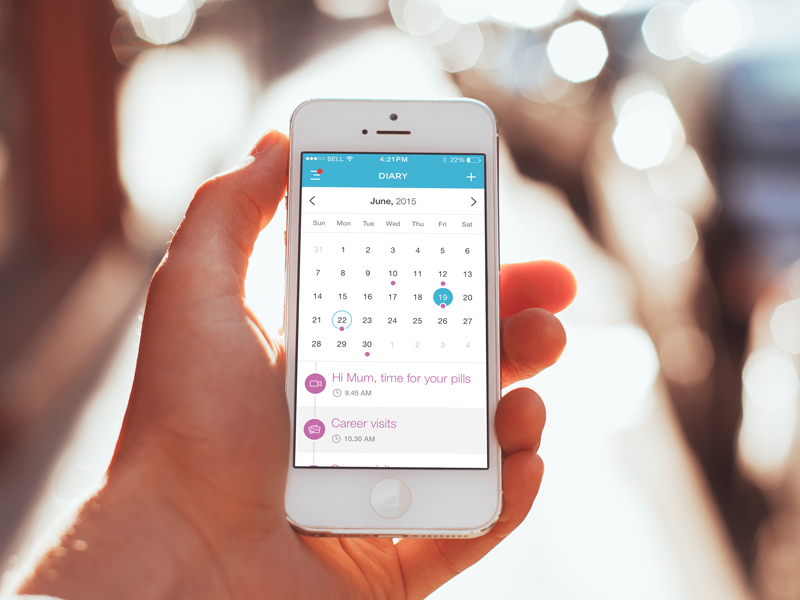 BELL 4:21PM 22%
DIARY +
< June, 2015 >
Sun Mon Tue Wed Thu Fri Sat
31 1 2 3 4 5 6
7 8 9 10 11 12 13
14 15 16 17 18 19 20
21 22 23 24 25 26 27
28 29 30 1 2 3 4
Hi Mum, time for your pills
9.45 AM
Career visits
10.30 AM